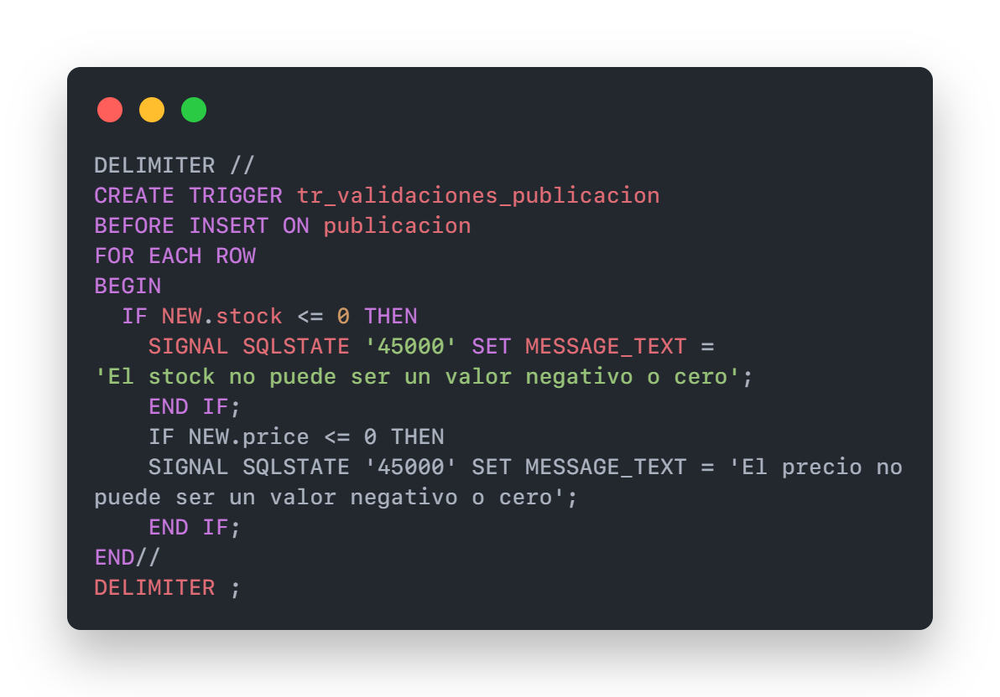 DELIMITER //
CREATE TRIGGER tr_validaciones_publicacion
BEFORE INSERT ON publicacion
FOR EACH ROW
BEGIN
  IF NEW.stock <= 0 THEN
    SIGNAL SQLSTATE '45000' SET MESSAGE_TEXT =
'El stock no puede ser un valor negativo o cero';
    END IF;
    IF NEW.price <= 0 THEN
    SIGNAL SQLSTATE '45000' SET MESSAGE_TEXT = 'El precio no
puede ser un valor negativo o cero';
    END IF;
END//
DELIMITER ;